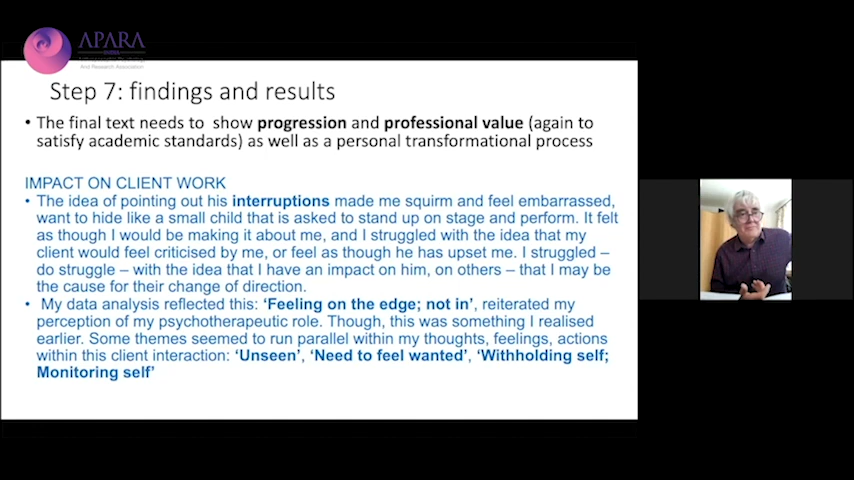 APARA
And Research Association
Step 7: findings and results
• The final text needs to show progression and professional value (again to
satisfy academic standards) as well as a personal transformational process
IMPACT ON CLIENT WORK
• The idea of pointing out his interruptions made me squirm and feel embarrassed,
want to hide like a small child that is asked to stand up on stage and perform. It felt
as though I would be making it about me, and I struggled with the idea that my
client would feel criticised by me, or feel as though he has upset me. I struggled –
do struggle – with the idea that I have an impact on him, on others – that I may be
the cause for their change of direction.
• My data analysis reflected this: ‘Feeling on the edge; not in’, reiterated my
perception of my psychotherapeutic role. Though, this was something I realised
earlier. Some themes seemed to run parallel within my thoughts, feelings, actions
within this client interaction: ‘Unseen’, ‘Need to feel wanted’, ‘Withholding self;
Monitoring self’